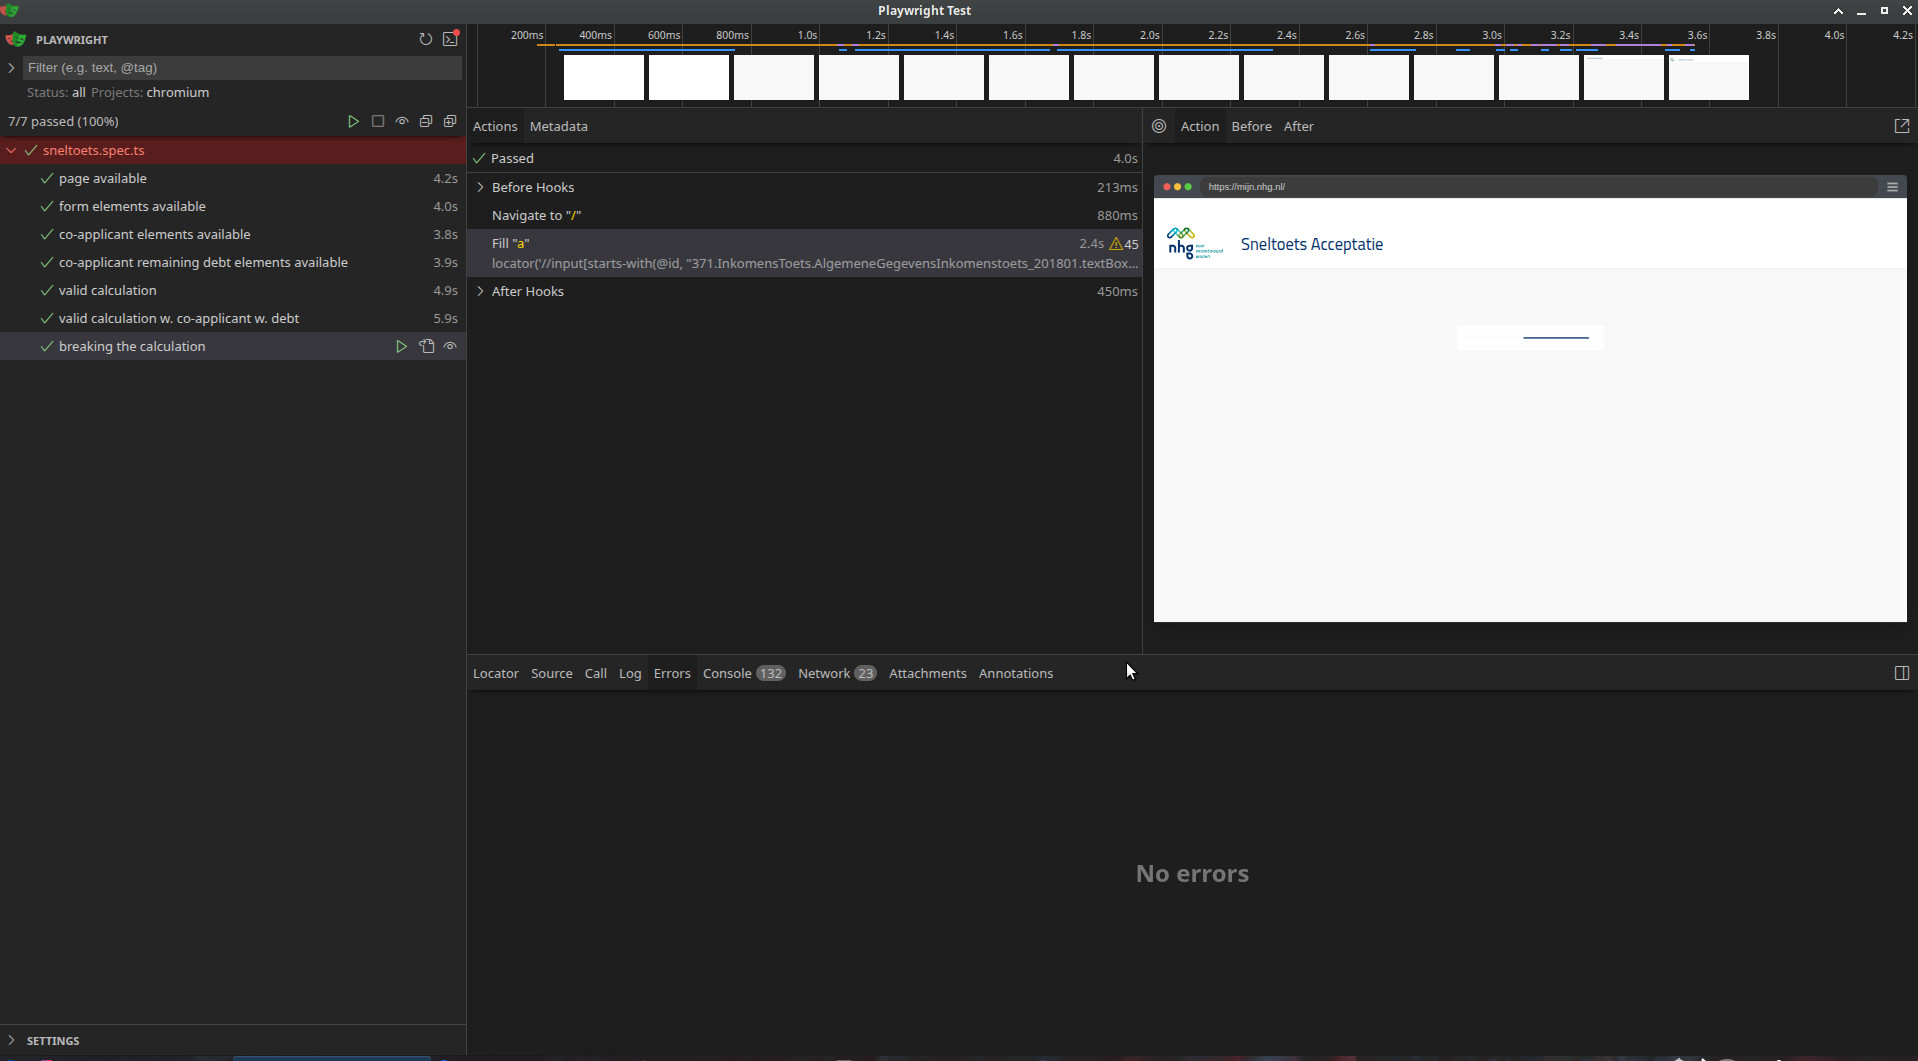 Playwright Test
PLAYWRIGHT
Filter (e.g. text, @tag)
Status: all Projects: chromium
7/7 passed (100%)
sneltoets.spec.ts
page available 4.2s
form elements available 4.0s
co-applicant elements available 3.8s
co-applicant remaining debt elements available 3.9s
valid calculation 4.9s
valid calculation w. co-applicant w. debt 5.9s
breaking the calculation
SETTINGS
200ms 400ms 600ms 800ms 1.0s 1.2s 1.4s 1.6s 1.8s 2.0s 2.2s 2.4s 2.6s 2.8s 3.0s 3.2s 3.4s 3.6s 3.8s 4.0s 4.2s
Actions Metadata
Passed 4.0s
Before Hooks 213ms
Navigate to "/" 880ms
Fill "a" 2.4s 45
locator('//input[starts-with(@id, "371.InkomensToets.AlgemeneGegevensInkomenstoets_201801.textBox...
After Hooks 450ms
Action Before After
https://mijn.nhg.nl/
nhg
Sneltoets Acceptatie
Locator Source Call Log Errors Console 132 Network 23 Attachments Annotations
No errors